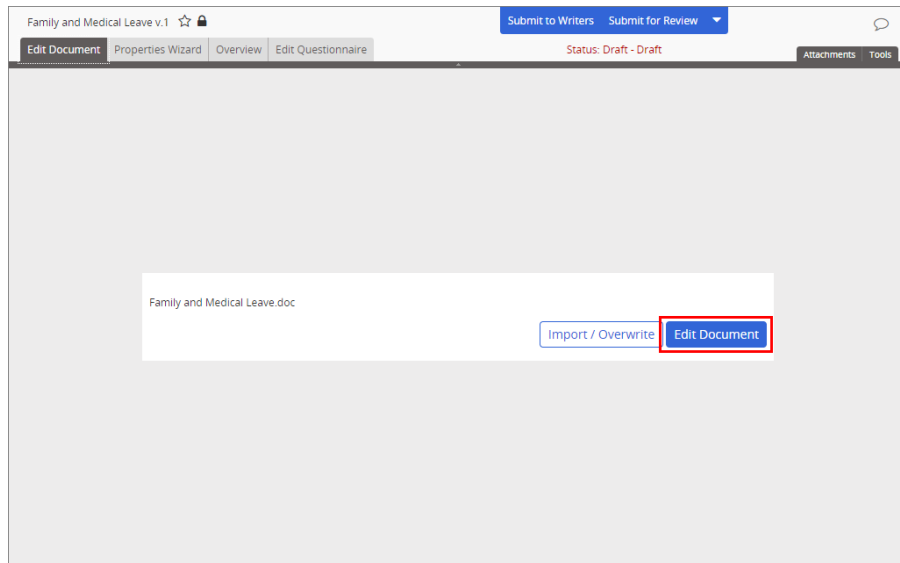 Family and Medical Leave v.1
Submit to Writers Submit for Review
Edit Document Properties Wizard Overview Edit Questionnaire
Status: Draft - Draft
Attachments Tools
Family and Medical Leave.doc
Import / Overwrite Edit Document